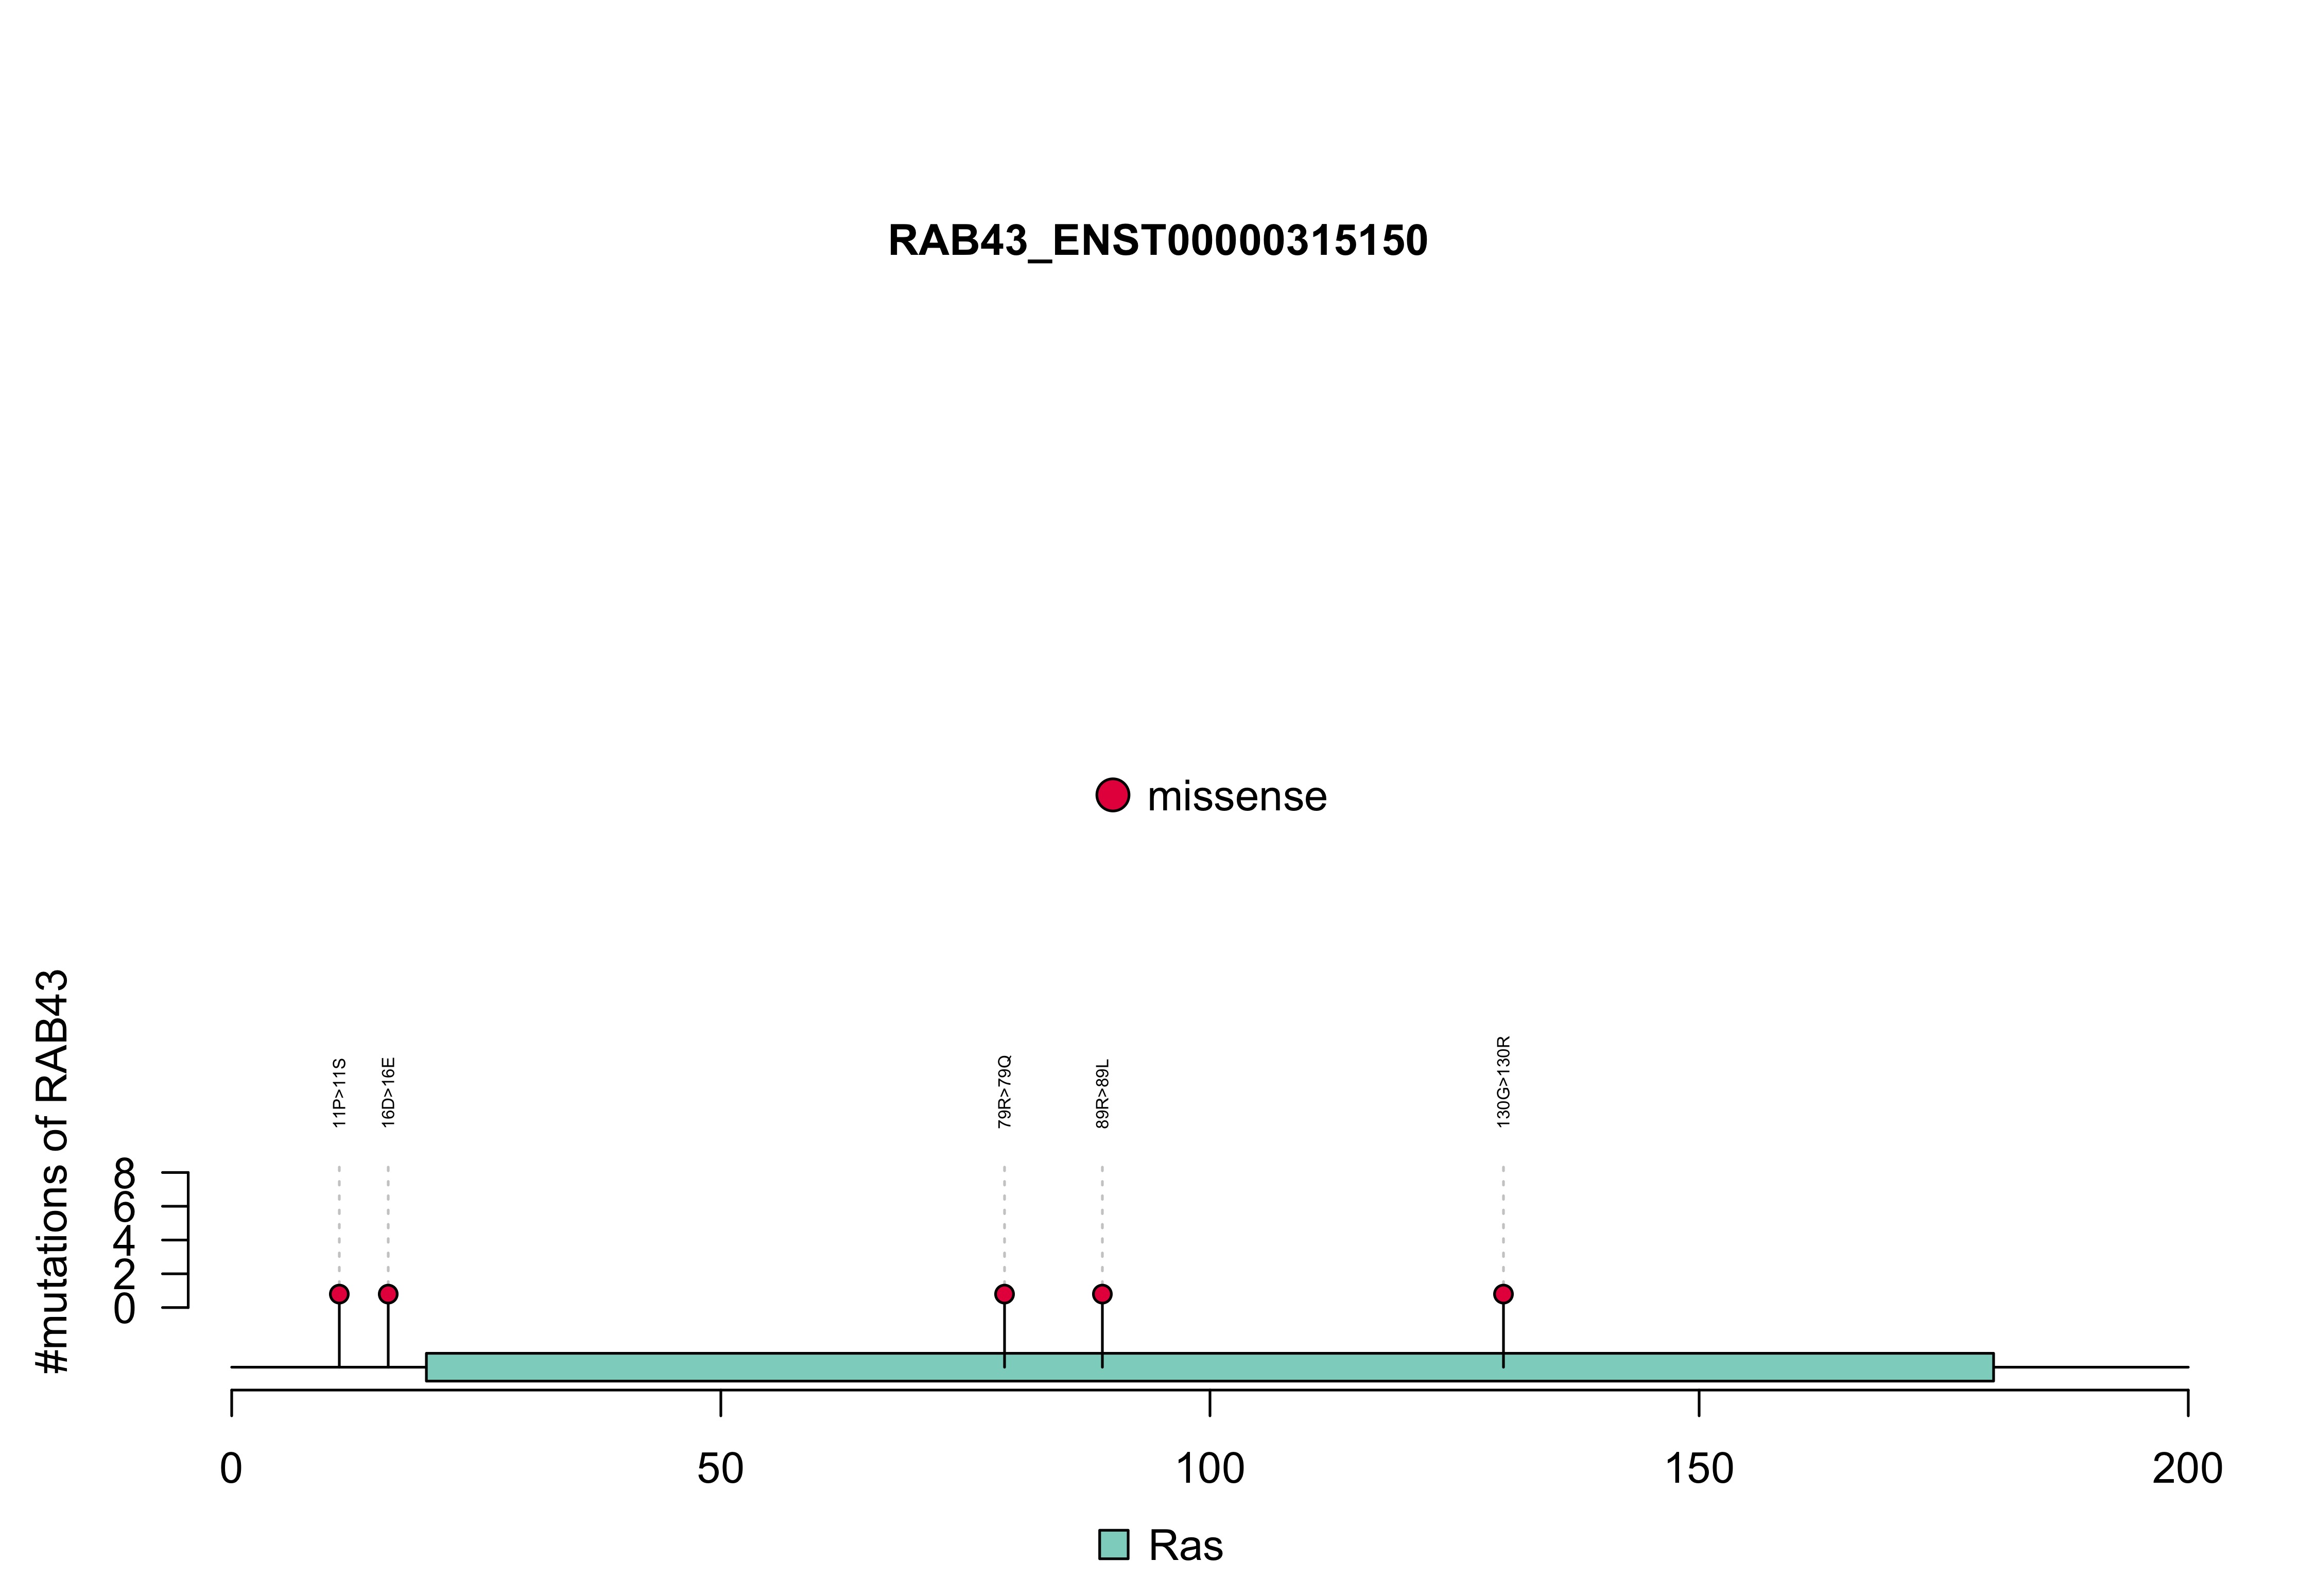 RAB43_ENST00000315150
missense
#mutations of RAB43
11P>11S
16D>16E
79R>79Q
89R>89L
130G>130R
8
6
4
2
0
0
50
100
150
200
Ras